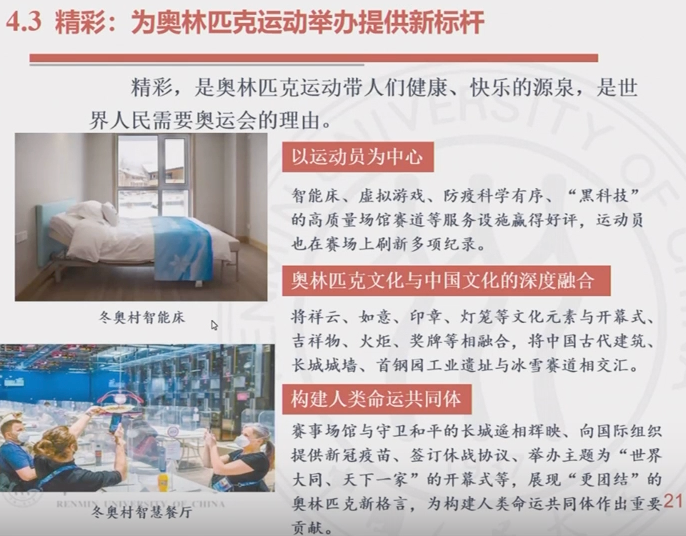 4.3 精彩：为奥林匹克运动举办提供新标杆
精彩，是奥林匹克运动带人们健康、快乐的源泉，是世
界人民需要奥运会的理由。
冬奥村智能床
冬奥村智慧餐厅
以运动员为中心
智能床、虚拟游戏、防疫科学有序、“黑科技”
的高质量场馆赛道等服务设施赢得好评，运动员
也在赛场上刷新多项纪录。
奥林匹克文化与中国文化的深度融合
将祥云、如意、印章、灯笼等文化元素与开幕式、
吉祥物、火炬、奖牌等相融合，将中国古代建筑、
长城城墙、首钢园工业遗址与冰雪赛道相交汇。
构建人类命运共同体
赛事场馆与守卫和平的长城遥相辉映、向国际组织
提供新冠疫苗、签订休战协议、举办主题为“世界
大同、天下一家”的开幕式等，展现“更团结”的
奥林匹克新格言，为构建人类命运共同体作出重要
贡献。
RENMIN UNIVERSITY OF CHINA
21